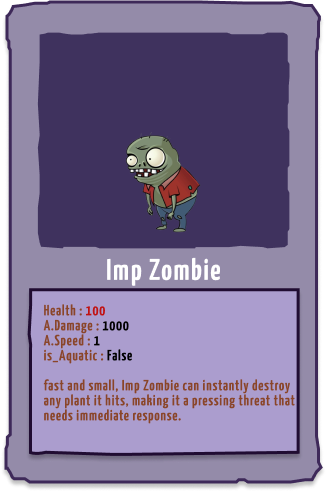 Imp Zombie
Health : 100
A.Damage : 1000
A.Speed : 1
is_Aquatic : False
fast and small, Imp Zombie can instantly destroy
any plant it hits, making it a pressing threat that
needs immediate response.